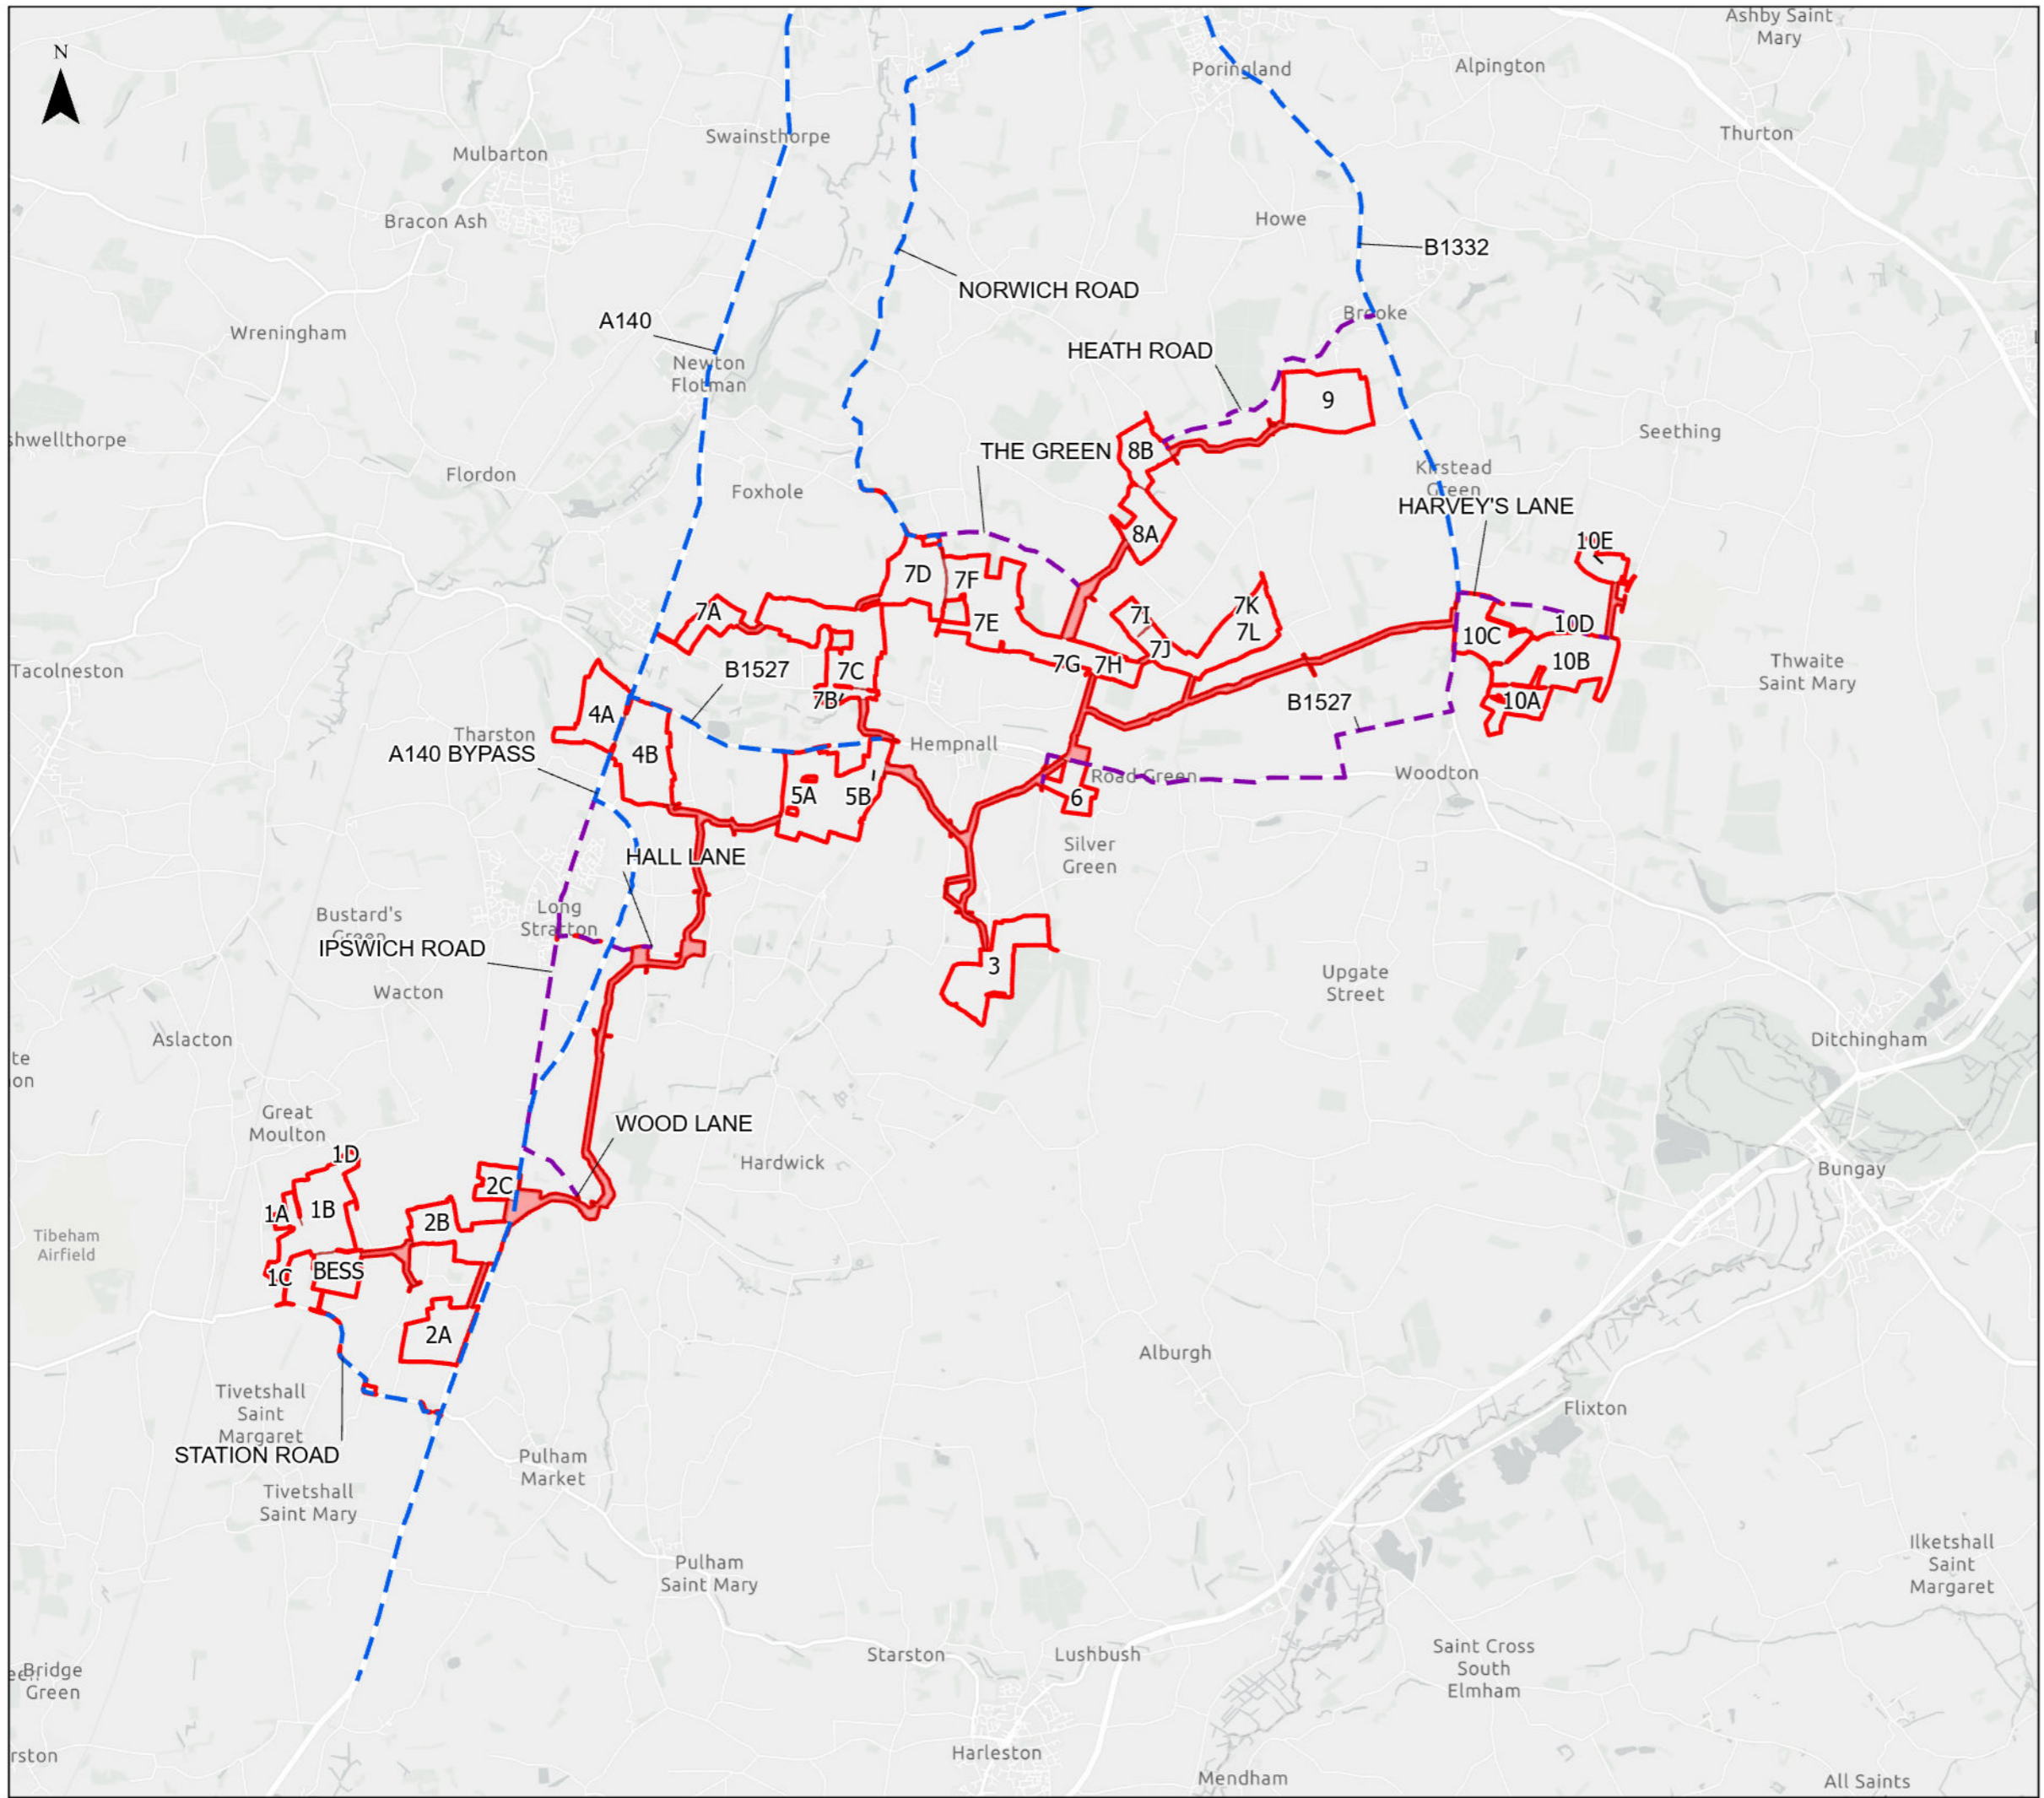 N
Ashby Saint
Mary
Poringland
Alpington
Swainsthorpe
Thurton
Mulbarton
Bracon Ash
Howe
B1332
NORWICH ROAD
Wreningham
A140
Brooke
HEATH ROAD
Newton
Flotman
9
shwellthorpe
THE GREEN
8B
Seething
Flordon
Foxhole
Kirstead
Green
HARVEY'S LANE
8A
10E
7D
7F
7A
7I
7K
7E
7L
10D
10C
7J
7G
7H
10B
Tacolneston
B1527
7C
Thwaite
Saint Mary
7B
B1527
10A
4A
Tharston
A140 BYPASS
4B
Hempnall
Road Green
Woodton
5A
5B
6
HALL LANE
Silver
Green
Long
Stratton
Bustard's
Green
IPSWICH ROAD
3
Wacton
Upgate
Street
Aslacton
Ditchingham
te
on
Great
Moulton
WOOD LANE
1D
Hardwick
Bungay
2C
1A
1B
2B
Tibeham
Airfield
1C
BESS
2A
Alburgh
Tivetshall
Saint
Margaret
Flixton
STATION ROAD
Pulham
Market
Tivetshall
Saint Mary
Pulham
Saint Mary
Ilketshall
Saint
Margaret
Starston
Lushbush
Saint Cross
South
Elmham
Bridge
Green
rston
Harleston
Mendham
All Saints